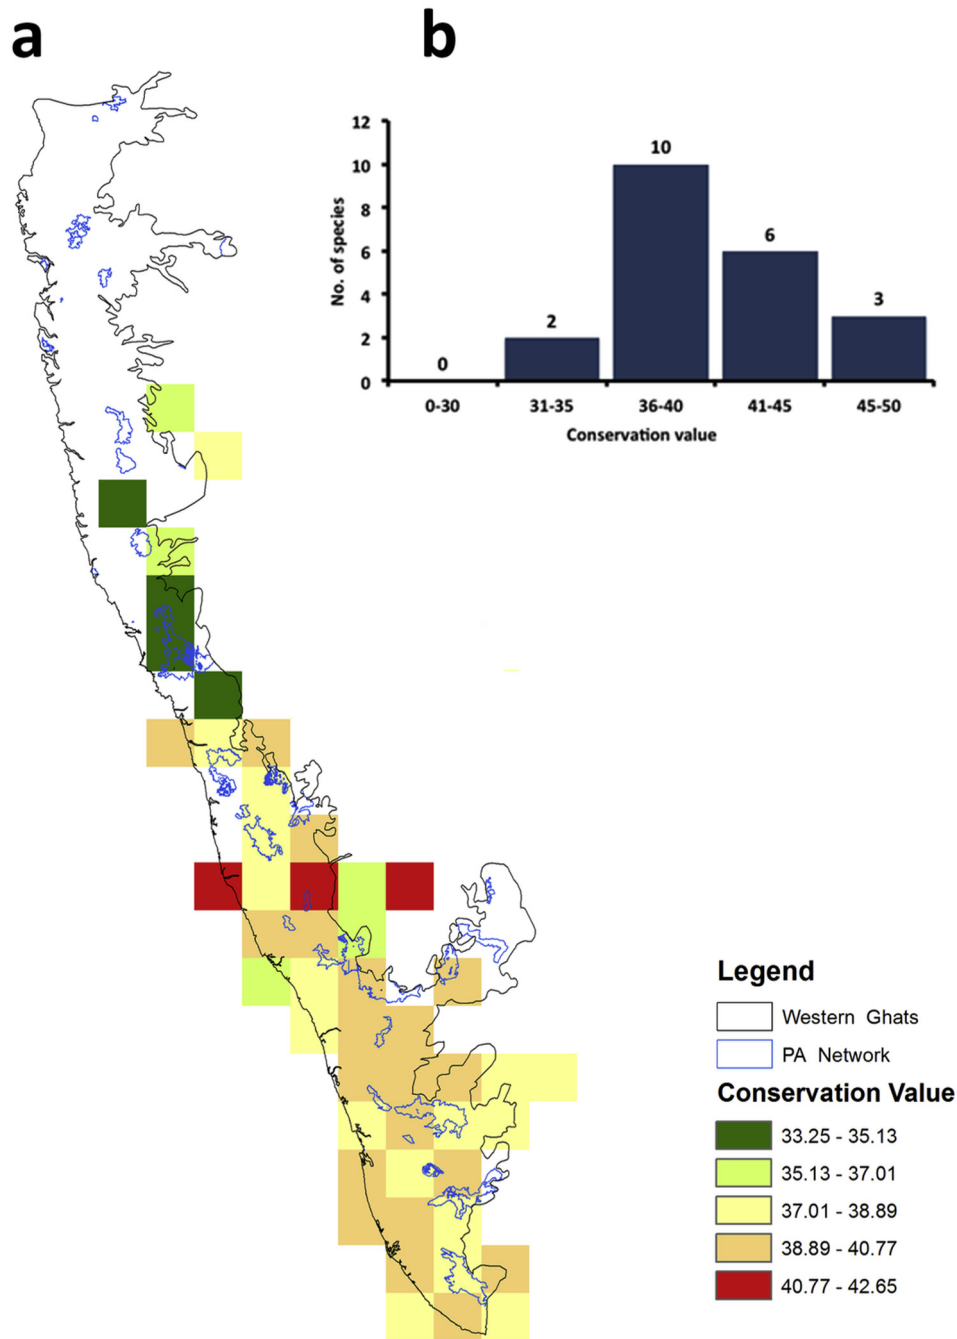 a
b
No. of species
12
10
8
6
4
2
0
0
2
10
6
3
0-30 31-35 36-40 41-45 45-50
Conservation value
Legend
Western Ghats
PA Network
Conservation Value
33.25 - 35.13
35.13 - 37.01
37.01 - 38.89
38.89 - 40.77
40.77 - 42.65